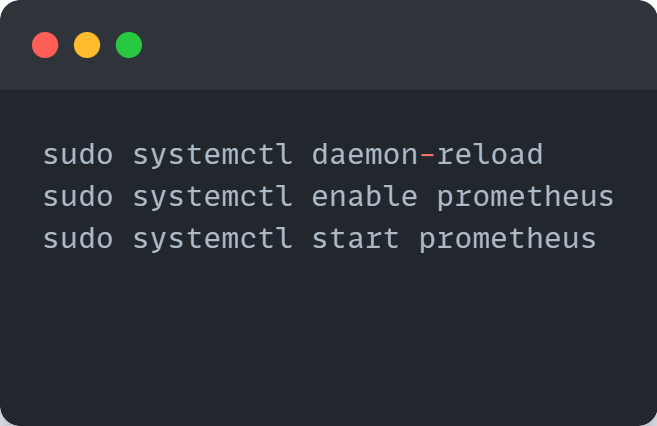 sudo systemctl daemon-reload
sudo systemctl enable prometheus
sudo systemctl start prometheus